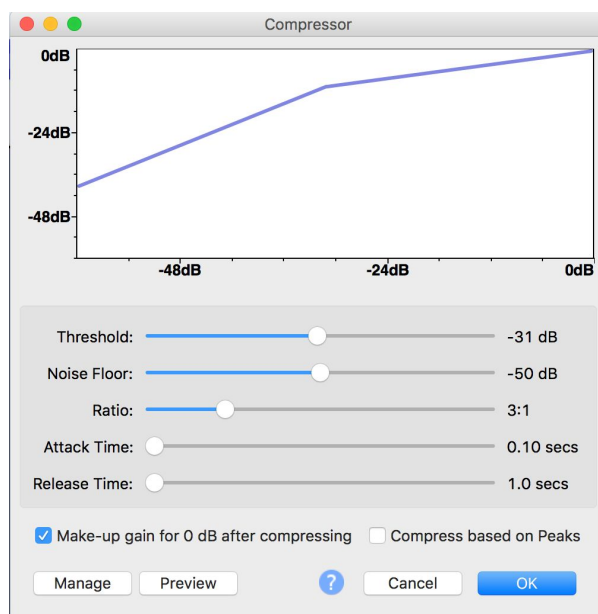 Compressor
0dB
-24dB
-48dB
-48dB -24dB 0dB
Threshold: -31 dB
Noise Floor: -50 dB
Ratio: 3:1
Attack Time: 0.10 secs
Release Time: 1.0 secs
Make-up gain for 0 dB after compressing Compress based on Peaks
Manage Preview ? Cancel OK